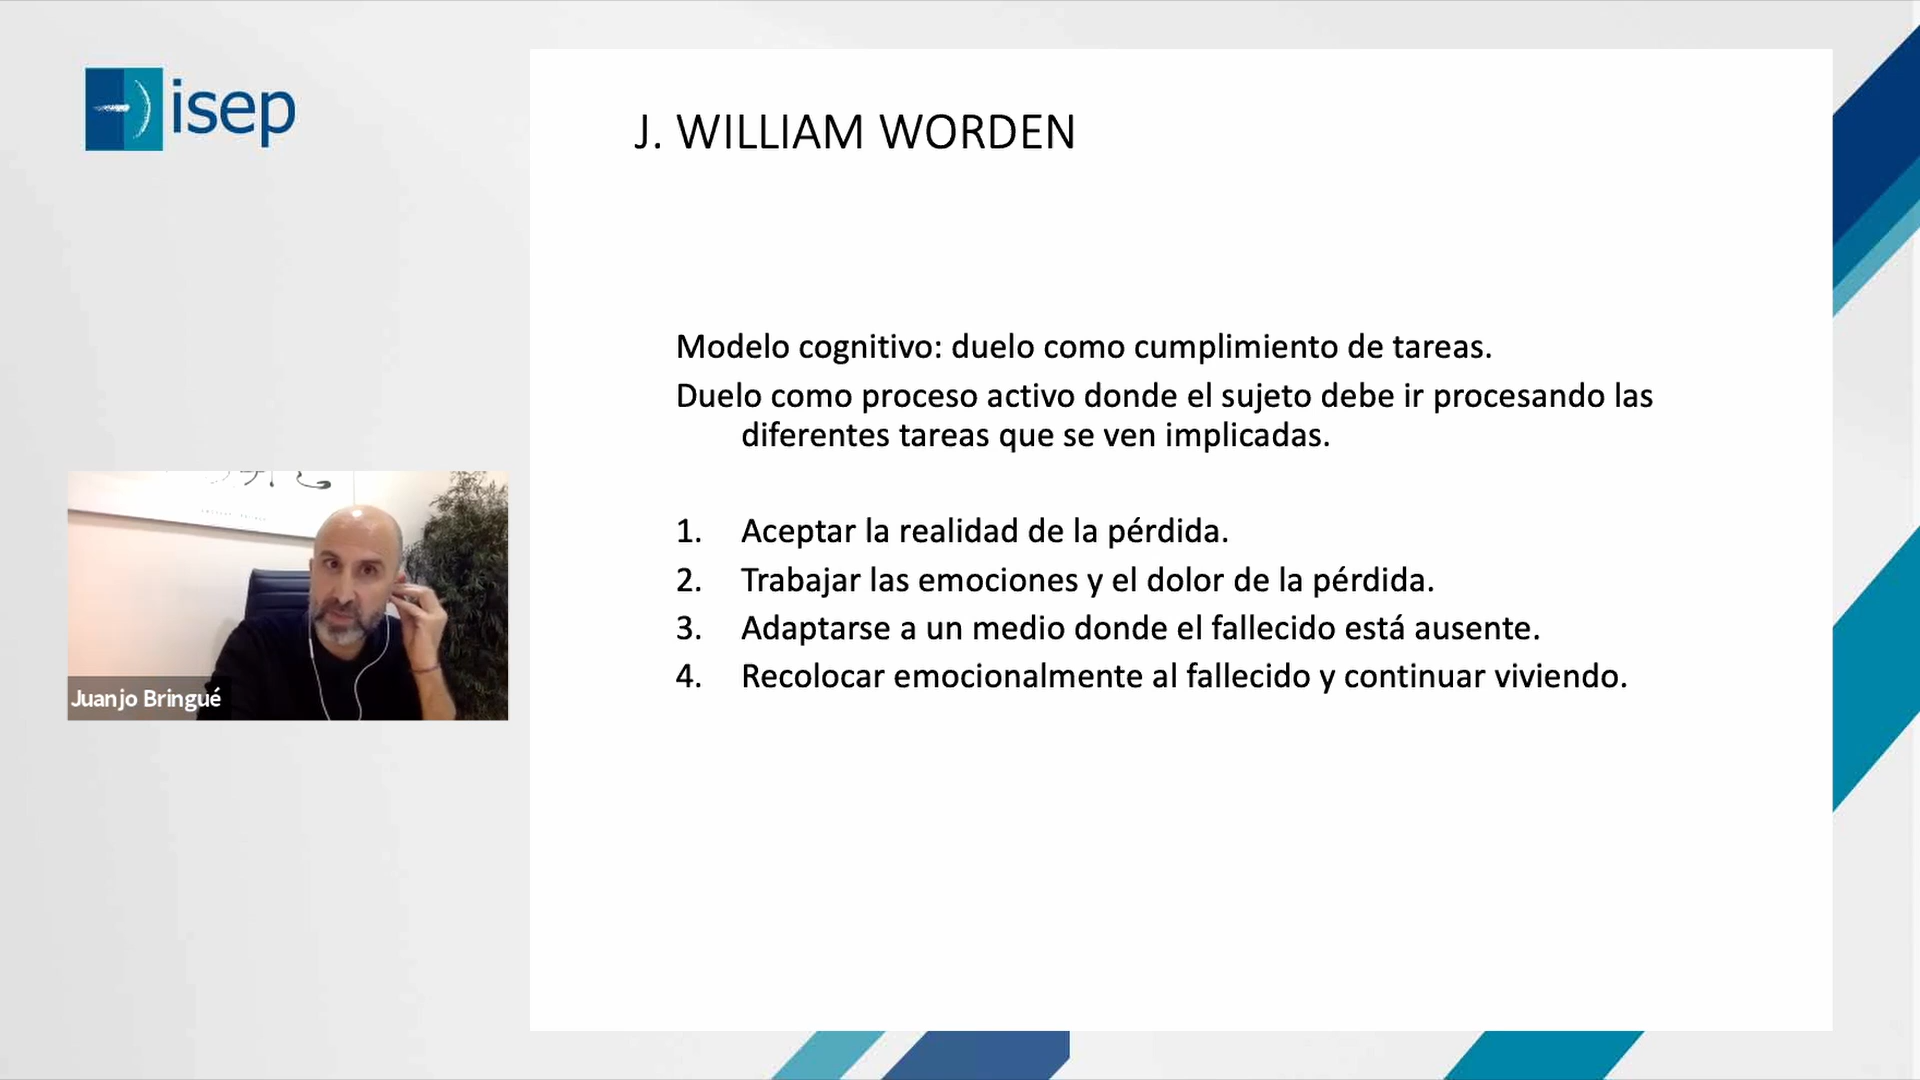 isep
J. WILLIAM WORDEN
Modelo cognitivo: duelo como cumplimiento de tareas.
Duelo como proceso activo donde el sujeto debe ir procesando las
diferentes tareas que se ven implicadas.
1. Aceptar la realidad de la pérdida.
2. Trabajar las emociones y el dolor de la pérdida.
3. Adaptarse a un medio donde el fallecido está ausente.
4. Recolocar emocionalmente al fallecido y continuar viviendo.
Juanjo Bringué